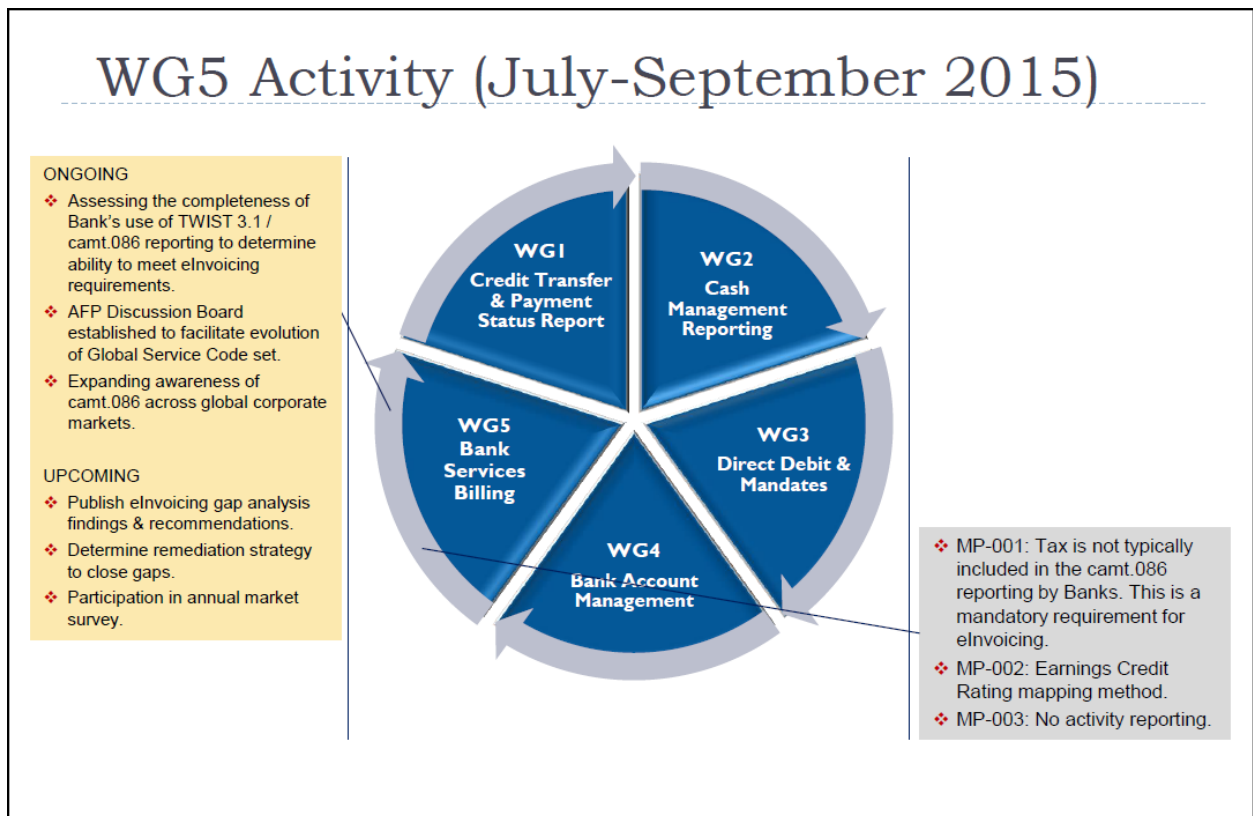 WG5 Activity (July-September 2015)
ONGOING
❖ Assessing the completeness of
Bank's use of TWIST 3.1 /
camt.086 reporting to determine
ability to meet eInvoicing
requirements.
❖ AFP Discussion Board
established to facilitate evolution
of Global Service Code set.
❖ Expanding awareness of
camt.086 across global corporate
markets.
UPCOMING
❖ Publish eInvoicing gap analysis
findings & recommendations.
❖ Determine remediation strategy
to close gaps.
❖ Participation in annual market
survey.
WG1
Credit Transfer
& Payment
Status Report
WG2
Cash
Management
Reporting
WG3
Direct Debit &
Mandates
WG4
Bank Account
Management
WG5
Bank
Services
Billing
❖ MP-001: Tax is not typically
included in the camt.086
reporting by Banks. This is a
mandatory requirement for
eInvoicing.
❖ MP-002: Earnings Credit
Rating mapping method.
❖ MP-003: No activity reporting.